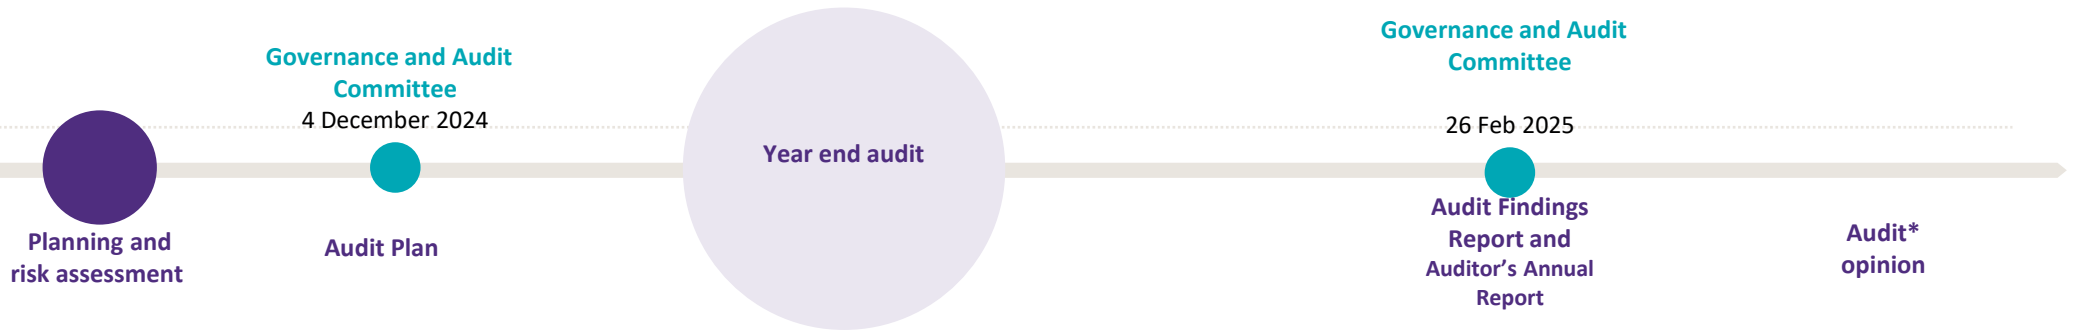 Planning and
risk assessment
Governance and Audit
Committee
4 December 2024
Audit Plan
Year end audit
Governance and Audit
Committee
26 Feb 2025
Audit Findings
Report and
Auditor's Annual
Report
Audit*
opinion